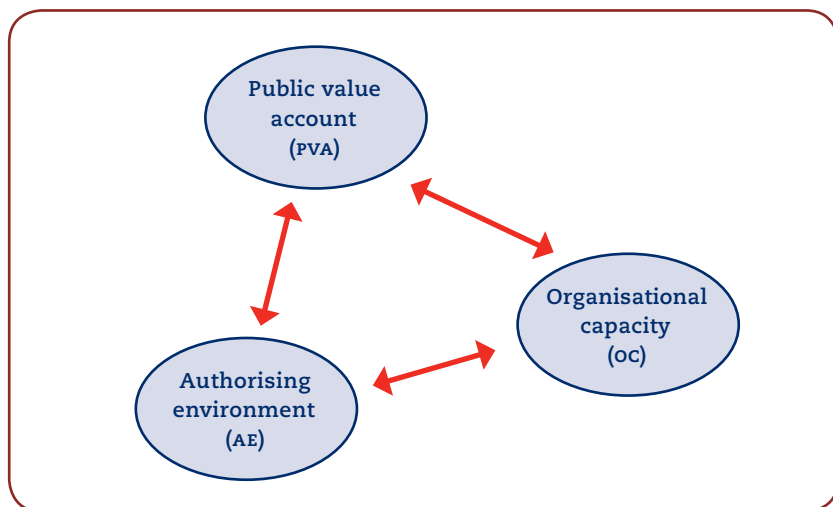 Public value
account
(PVA)
Organisational
capacity
(OC)
Authorising
environment
(AE)